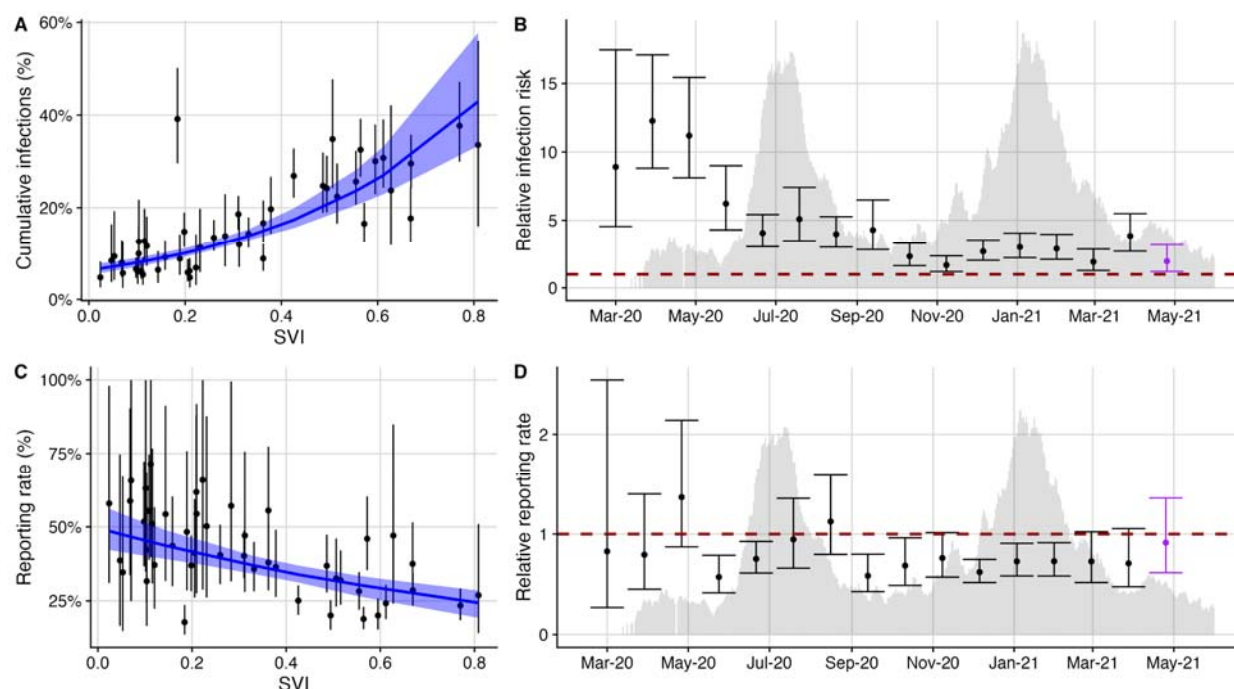 A
Cumulative infections (%)
60%
40%
20%
0%
0.0 0.2 0.4 0.6 0.8
SVI
B
Relative infection risk
15
10
5
0
Mar-20 May-20 Jul-20 Sep-20 Nov-20 Jan-21 Mar-21 May-21
C
Reporting rate (%)
100%
75%
50%
25%
0.0 0.2 0.4 0.6 0.8
SVI
D
Relative reporting rate
2
1
0
Mar-20 May-20 Jul-20 Sep-20 Nov-20 Jan-21 Mar-21 May-21